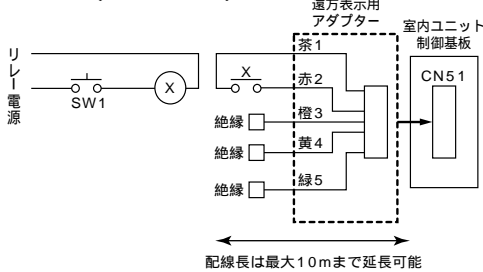 遠方表示用
アダプター
室内ユニット
制御基板
リレー電源
SW1
X
X
茶1
赤2
橙3
黄4
緑5
絶縁
絶縁
絶縁
CN51
配線長は最大10mまで延長可能